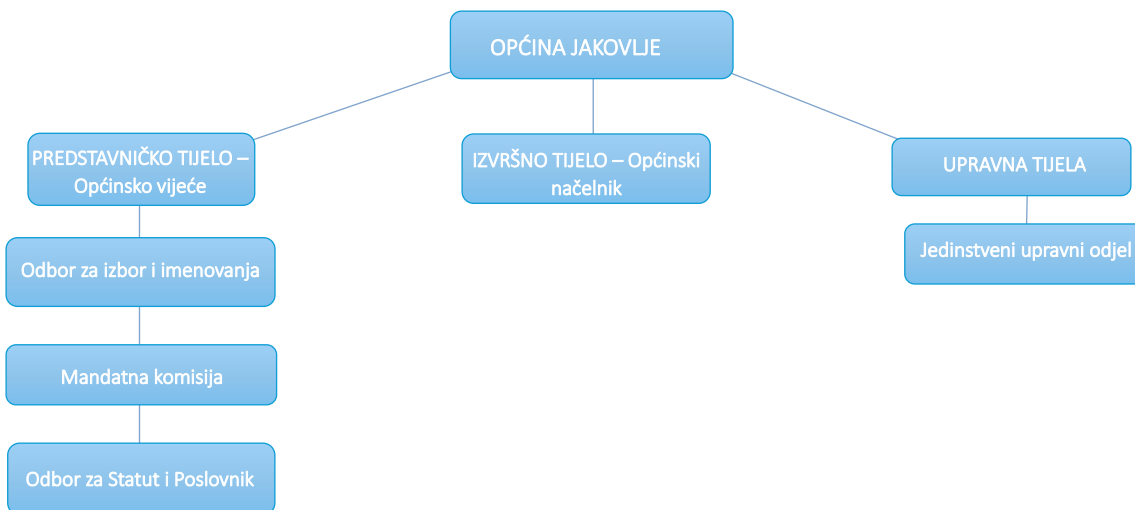 OPĆINA JAKOVLJE
PREDSTAVNIČKO TIJELO –
Općinsko vijeće
IZVRŠNO TIJELO – Općinski
načelnik
UPRAVNA TIJELA
Odbor za izbor i imenovanja
Jedinstveni upravni odjel
Mandatna komisija
Odbor za Statut i Poslovnik